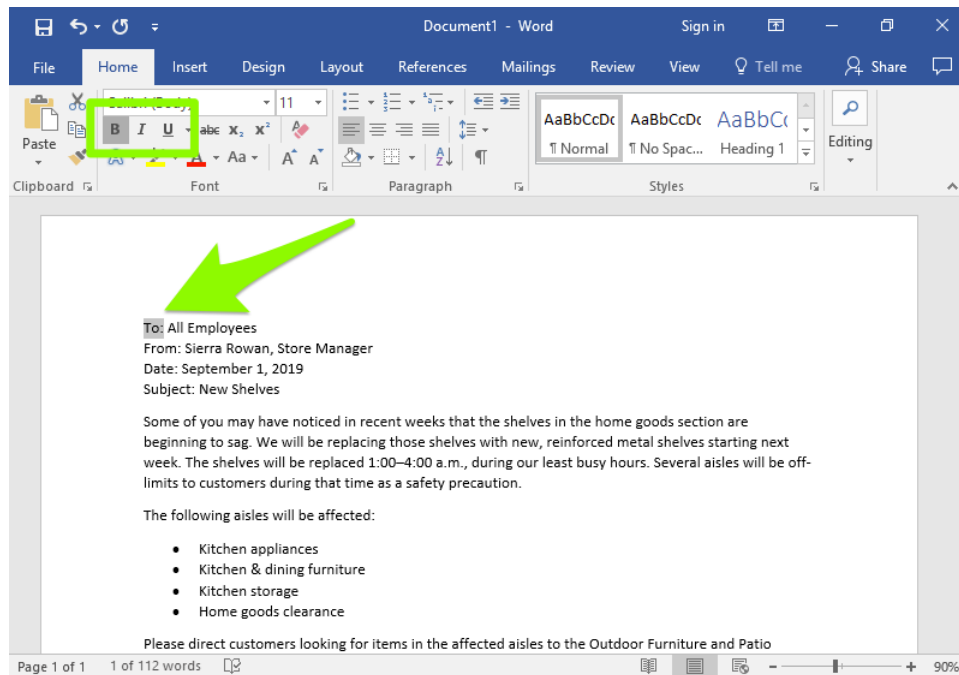 Document1 - Word
Sign in
File Home Insert Design Layout References Mailings Review View Tell me Share
11
Paste
B I U abc X₂ X² A Aa A A
AaBbCcDc AaBbCcDc AaBbC
¶ Normal ¶ No Spac... Heading 1
Editing
Clipboard Font Paragraph Styles
To: All Employees
From: Sierra Rowan, Store Manager
Date: September 1, 2019
Subject: New Shelves
Some of you may have noticed in recent weeks that the shelves in the home goods section are
beginning to sag. We will be replacing those shelves with new, reinforced metal shelves starting next
week. The shelves will be replaced 1:00–4:00 a.m., during our least busy hours. Several aisles will be off-
limits to customers during that time as a safety precaution.
The following aisles will be affected:
• Kitchen appliances
• Kitchen & dining furniture
• Kitchen storage
• Home goods clearance
Please direct customers looking for items in the affected aisles to the Outdoor Furniture and Patio
Page 1 of 1 1 of 112 words 90%